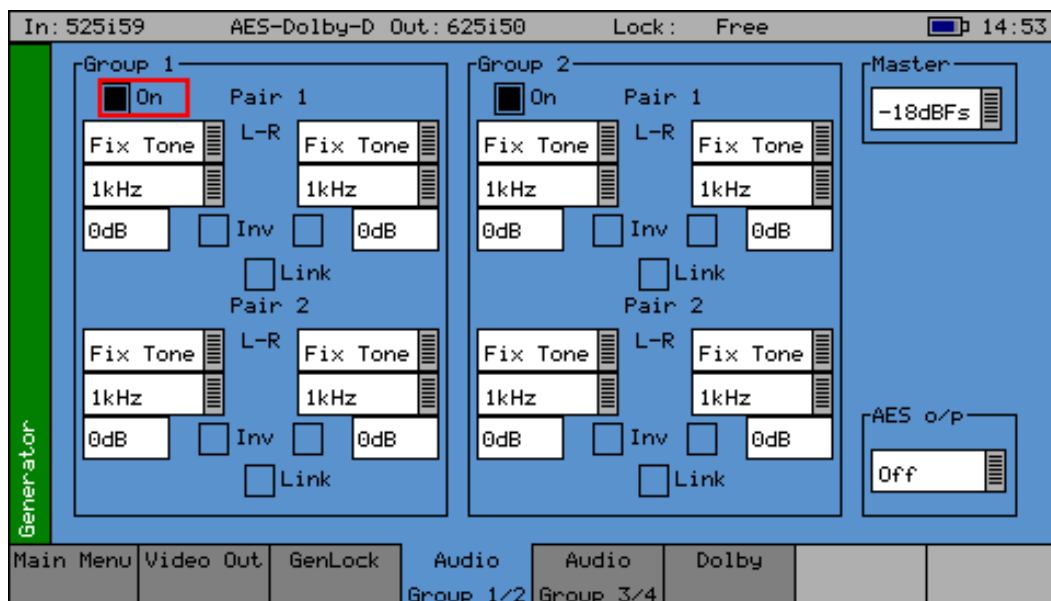 In: 525i59 AES-Dolby-D Out: 625i50 Lock: Free 14:53
Generator
Group 1
On Pair 1
Fix Tone L-R Fix Tone
1kHz 1kHz
0dB Inv 0dB
Link
Pair 2
Fix Tone L-R Fix Tone
1kHz 1kHz
0dB Inv 0dB
Link
Group 2
On Pair 1
Fix Tone L-R Fix Tone
1kHz 1kHz
0dB Inv 0dB
Link
Pair 2
Fix Tone L-R Fix Tone
1kHz 1kHz
0dB Inv 0dB
Link
Master
-18dBFs
AES o/p
Off
Main Menu Video Out GenLock Audio Audio Dolby
Group 1/2 Group 3/4